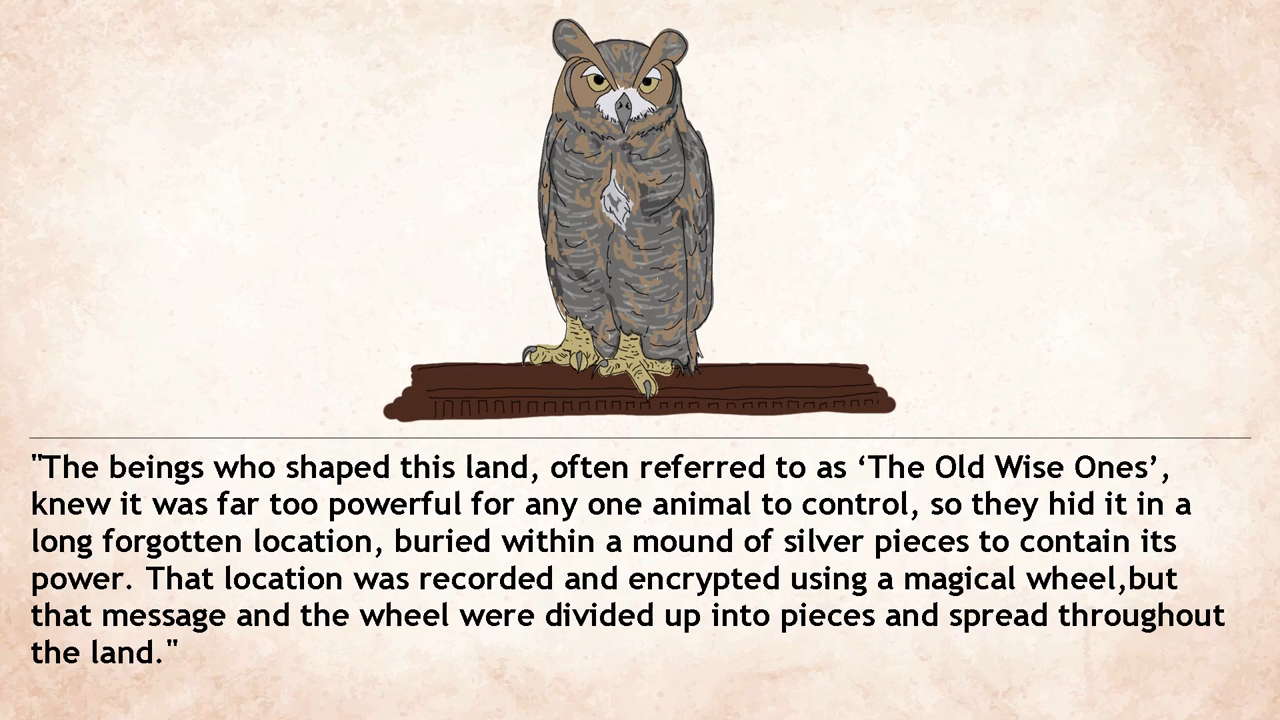 "The beings who shaped this land, often referred to as ‘The Old Wise Ones’,
knew it was far too powerful for any one animal to control, so they hid it in a
long forgotten location, buried within a mound of silver pieces to contain its
power. That location was recorded and encrypted using a magical wheel,but
that message and the wheel were divided up into pieces and spread throughout
the land."